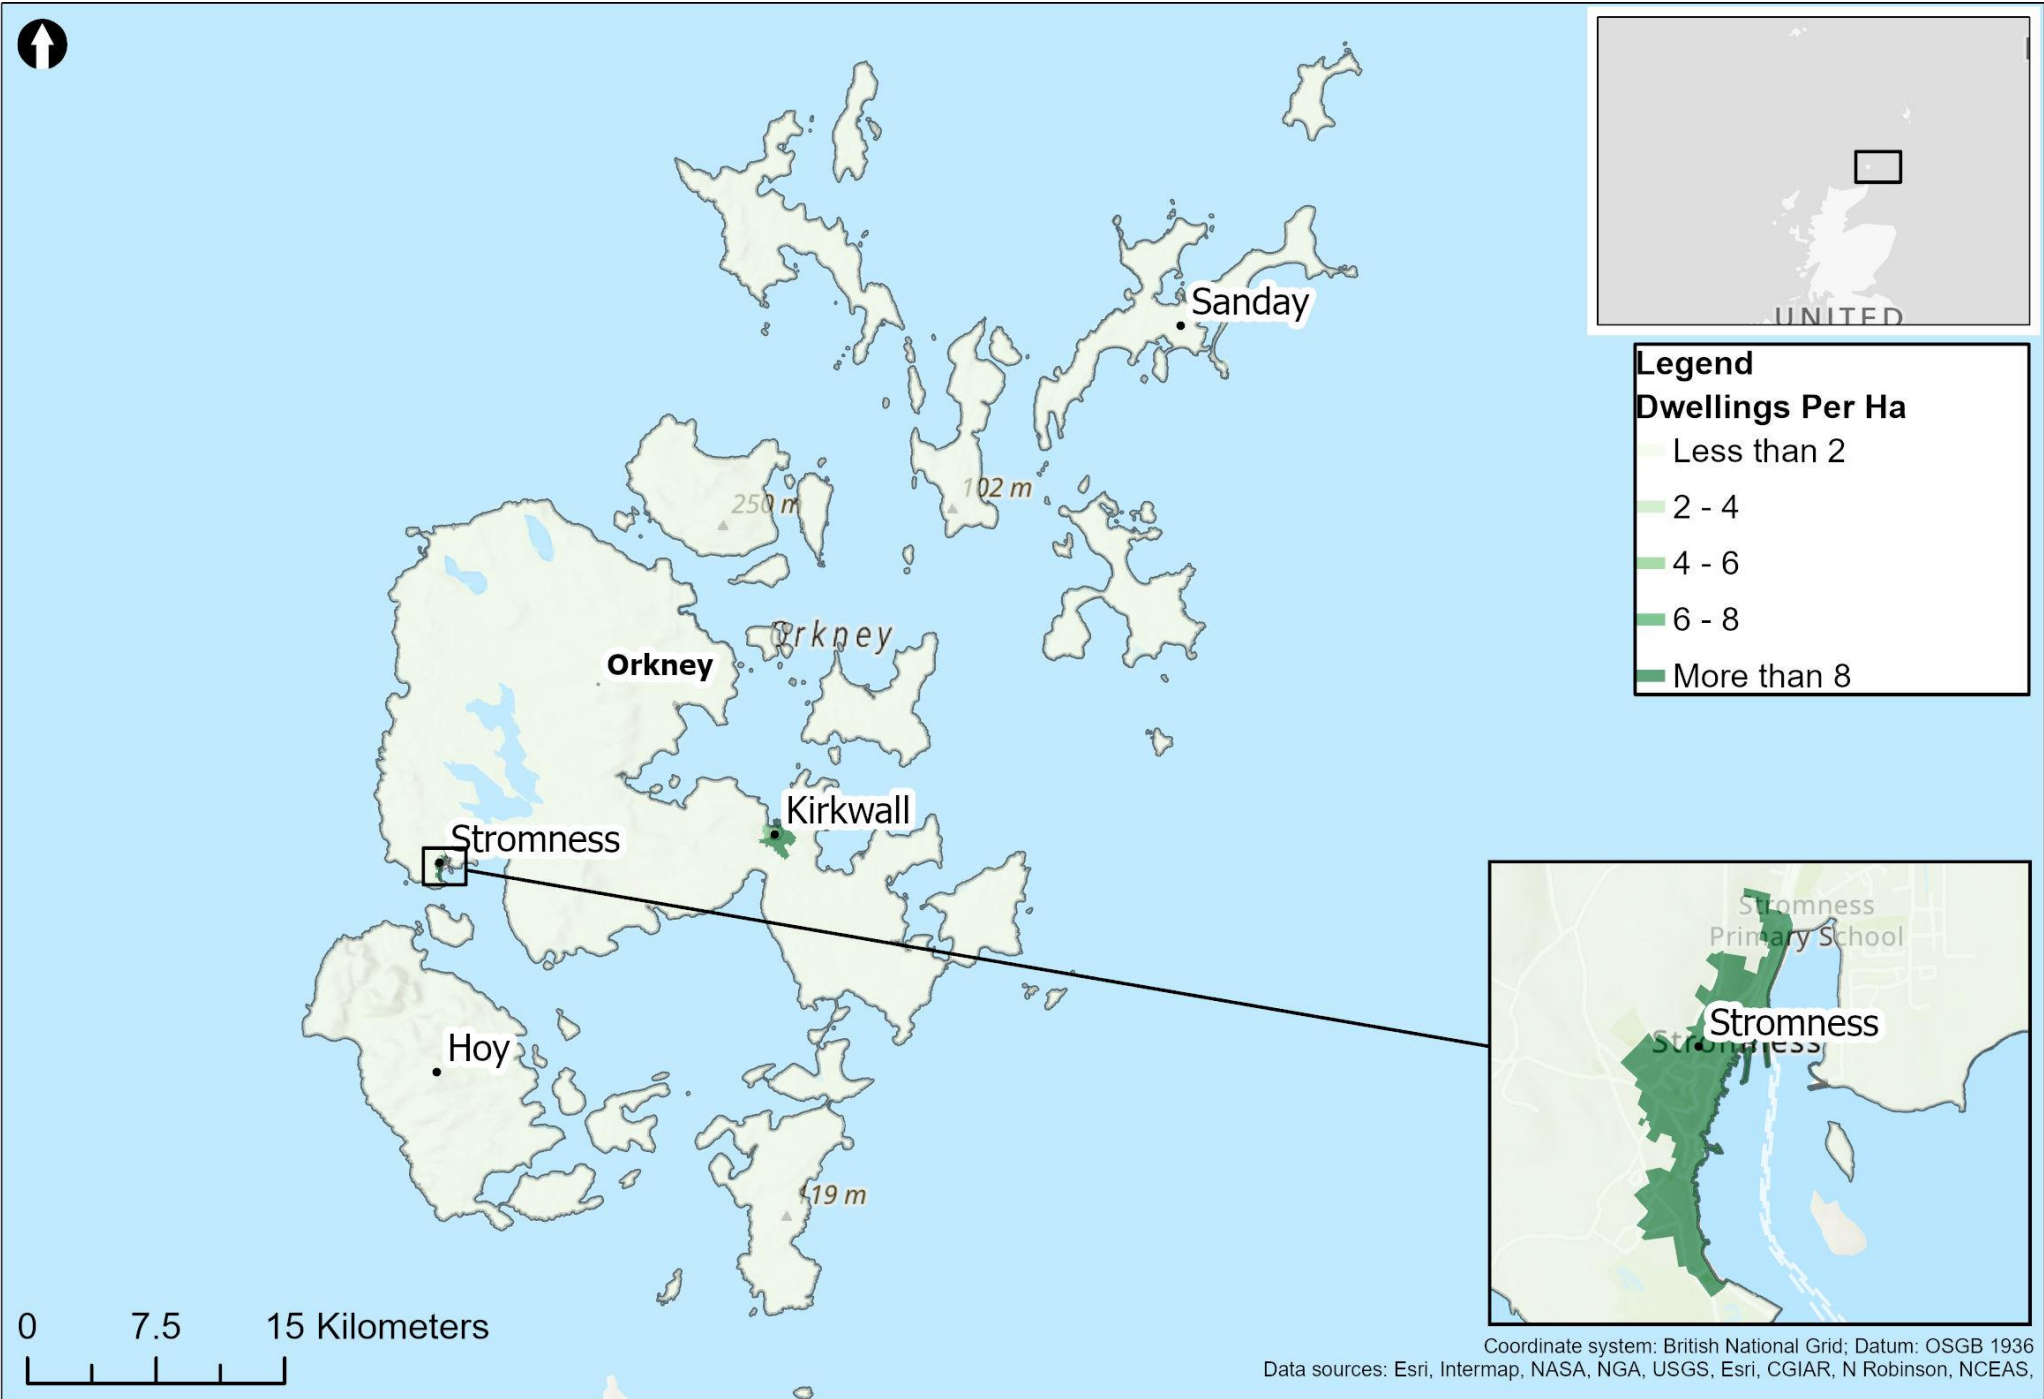 UNITED
Legend
Dwellings Per Ha
Less than 2
2 - 4
4 - 6
6 - 8
More than 8
Sanday
102 m
250 m
Orkney
Orkney
Kirkwall
Stromness
Hoy
119 m
Stromness
Primary School
Stromness
Stromness
0 7.5 15 Kilometers
Coordinate system: British National Grid; Datum: OSGB 1936
Data sources: Esri, Intermap, NASA, NGA, USGS, Esri, CGIAR, N Robinson, NCEAS,